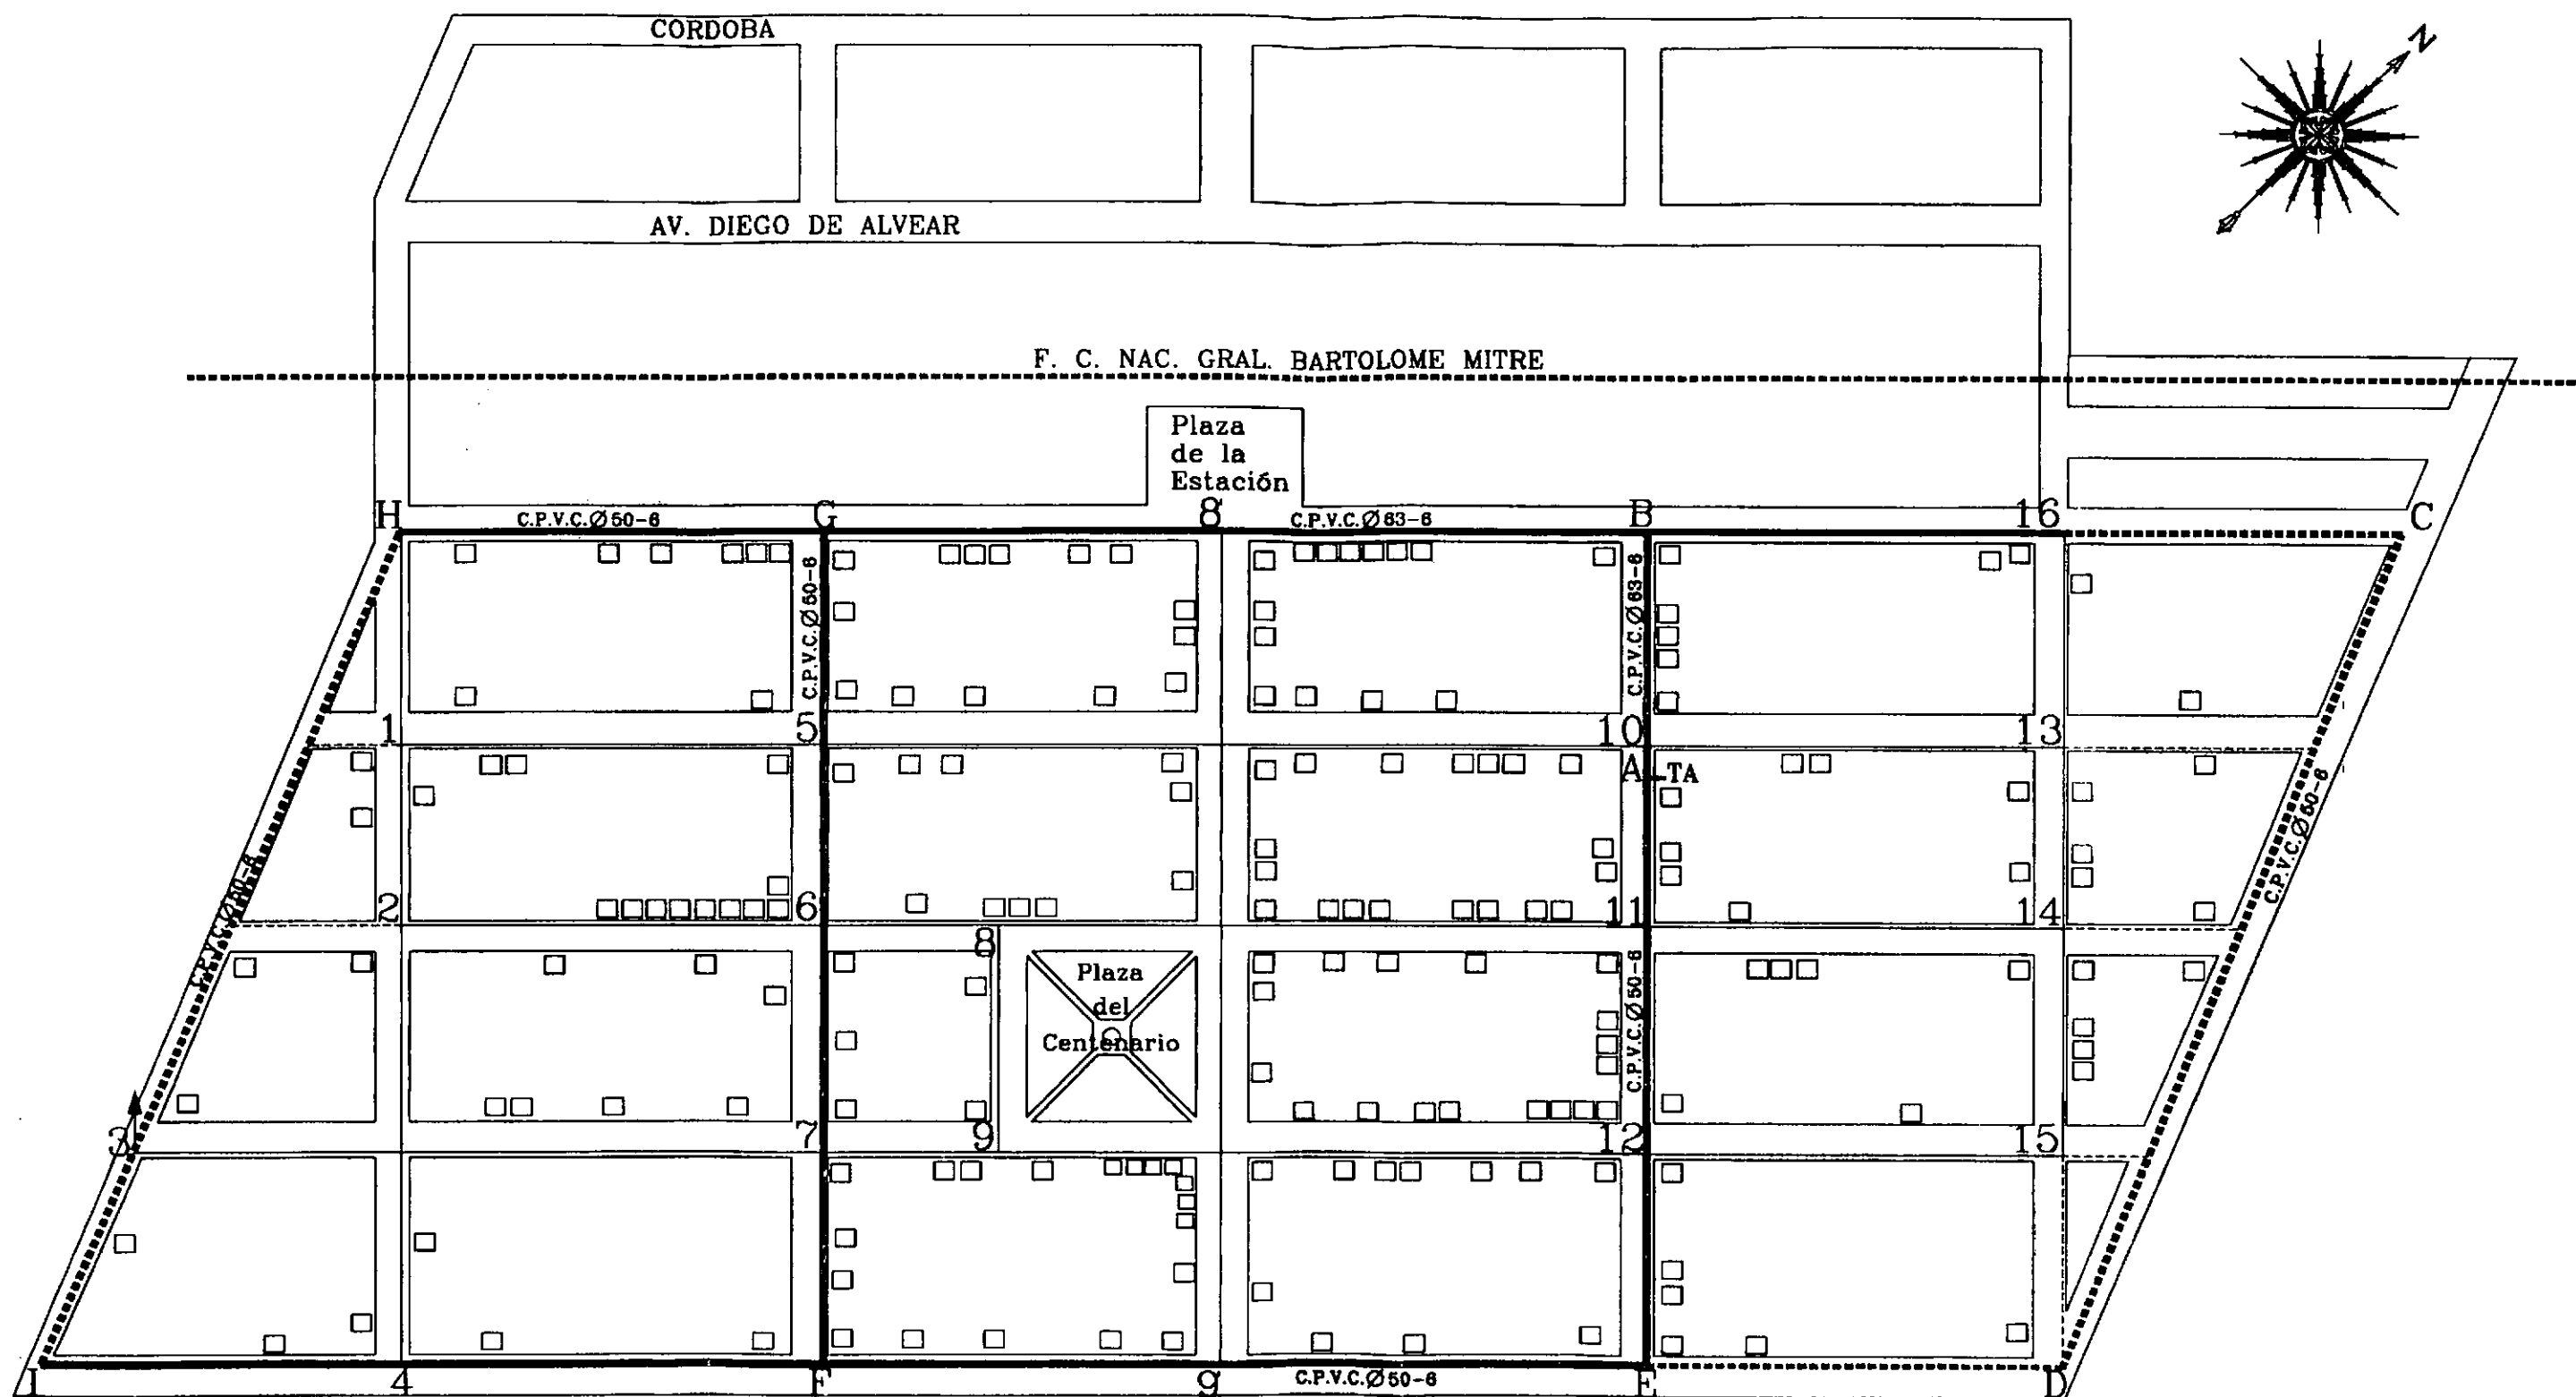 CORDOBA
N
AV. DIEGO DE ALVEAR
F. C. NAC. GRAL. BARTOLOME MITRE
Plaza
de la
Estación
H
C.P.V.C.Ø50-6
G
8
C.P.V.C.Ø63-6
B
16
C
C.P.V.C.Ø50-6
C.P.V.C.Ø63-6
1
5
10
13
A
TA
C.P.V.C.Ø50-6
C.P.V.C.Ø50-6
2
6
11
14
8
Plaza
del
Centenario
C.P.V.C.Ø50-6
3
7
9
12
15
I
4
F
9
C.P.V.C.Ø50-6
E
D